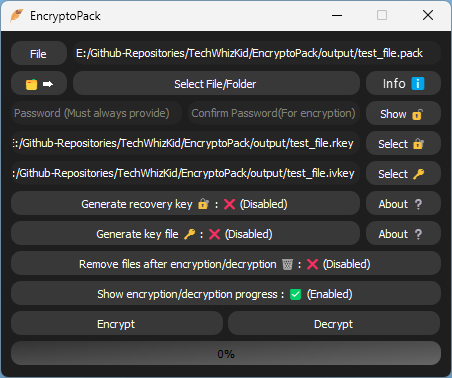 EncryptoPack
File E:/Github-Repositories/TechWhizKid/EncryptoPack/output/test_file.pack
Select File/Folder Info
Password (Must always provide) Confirm Password(For encryption) Show
E:/Github-Repositories/TechWhizKid/EncryptoPack/output/test_file.rkey Select
:/Github-Repositories/TechWhizKid/EncryptoPack/output/test_file.ivkey Select
Generate recovery key 🔐 : ❌ (Disabled) About ?
Generate key file 🔑 : ❌ (Disabled) About ?
Remove files after encryption/decryption 🗑 : ❌ (Disabled)
Show encryption/decryption progress : ✅ (Enabled)
Encrypt Decrypt
0%